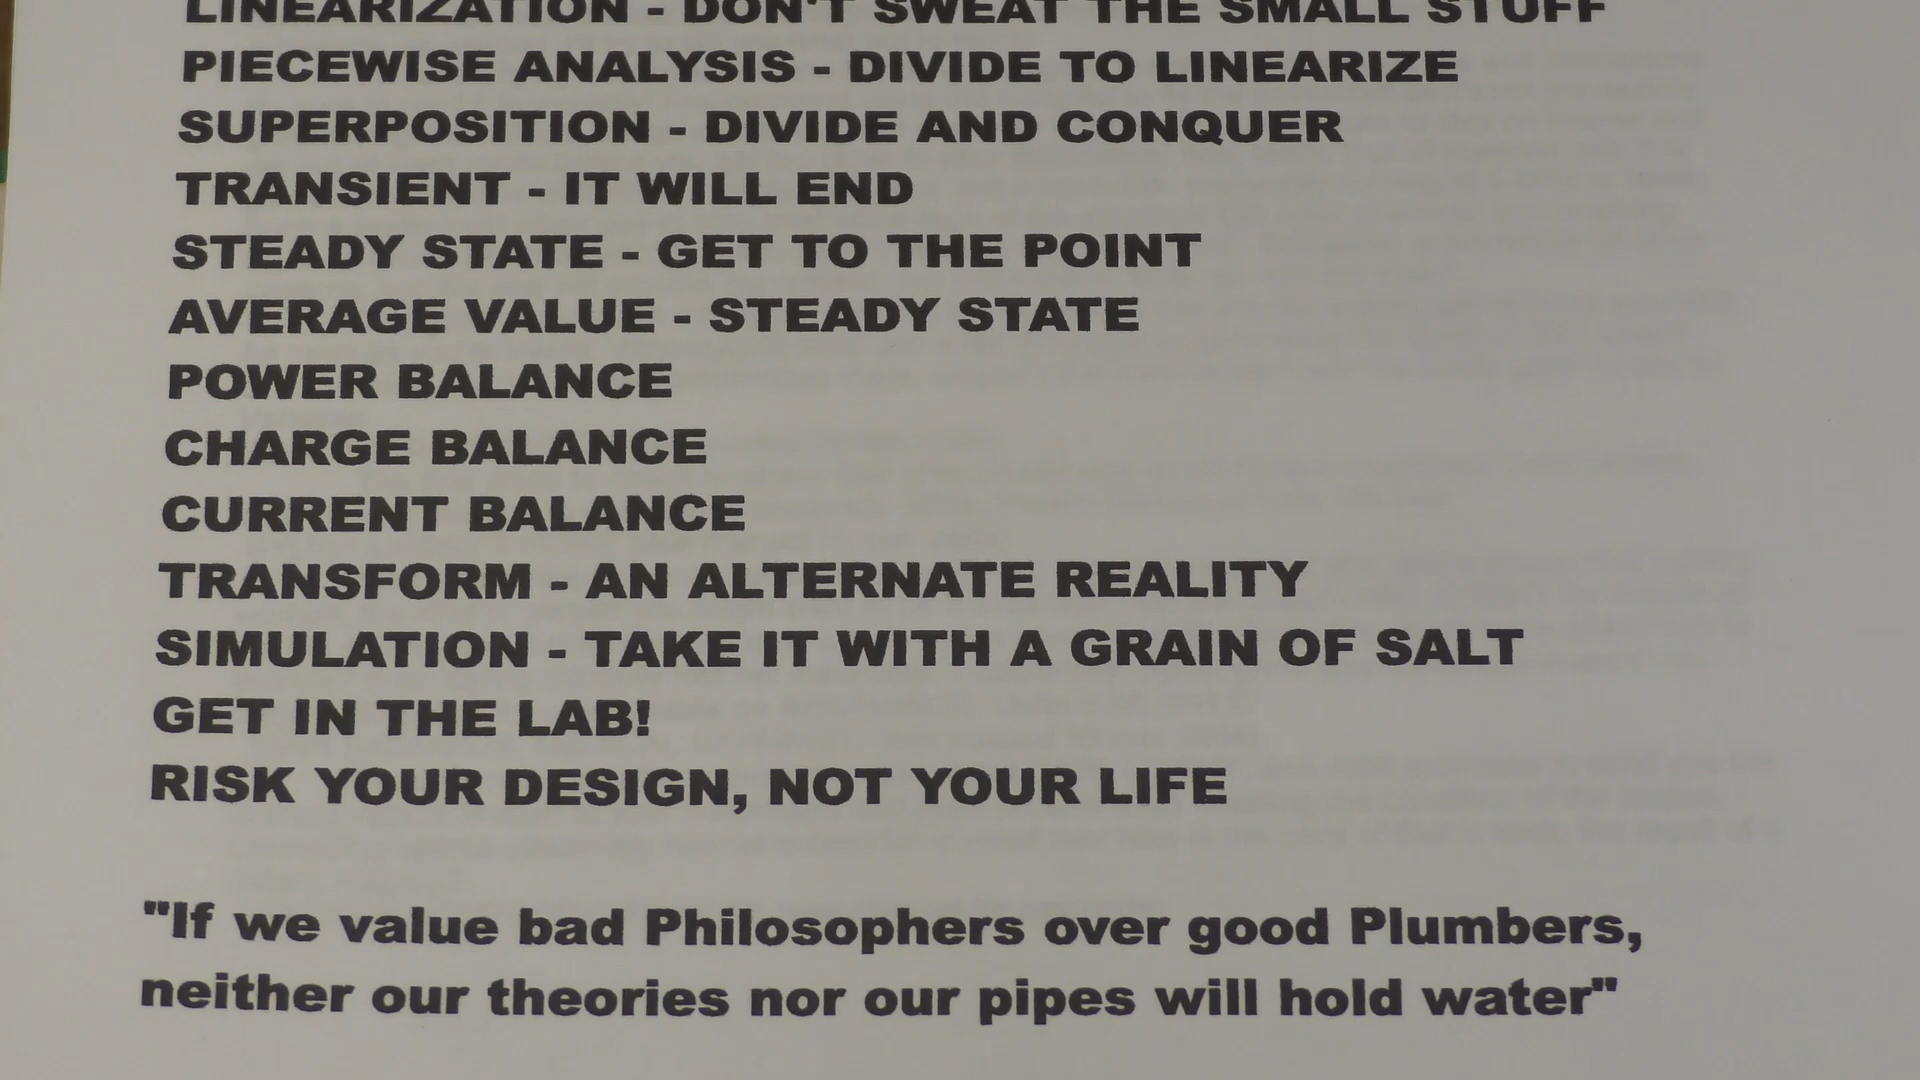 LINEARIZATION - DON'T SWEAT THE SMALL STUFF
PIECEWISE ANALYSIS - DIVIDE TO LINEARIZE
SUPERPOSITION - DIVIDE AND CONQUER
TRANSIENT - IT WILL END
STEADY STATE - GET TO THE POINT
AVERAGE VALUE - STEADY STATE
POWER BALANCE
CHARGE BALANCE
CURRENT BALANCE
TRANSFORM - AN ALTERNATE REALITY
SIMULATION - TAKE IT WITH A GRAIN OF SALT
GET IN THE LAB!
RISK YOUR DESIGN, NOT YOUR LIFE
"If we value bad Philosophers over good Plumbers,
neither our theories nor our pipes will hold water"